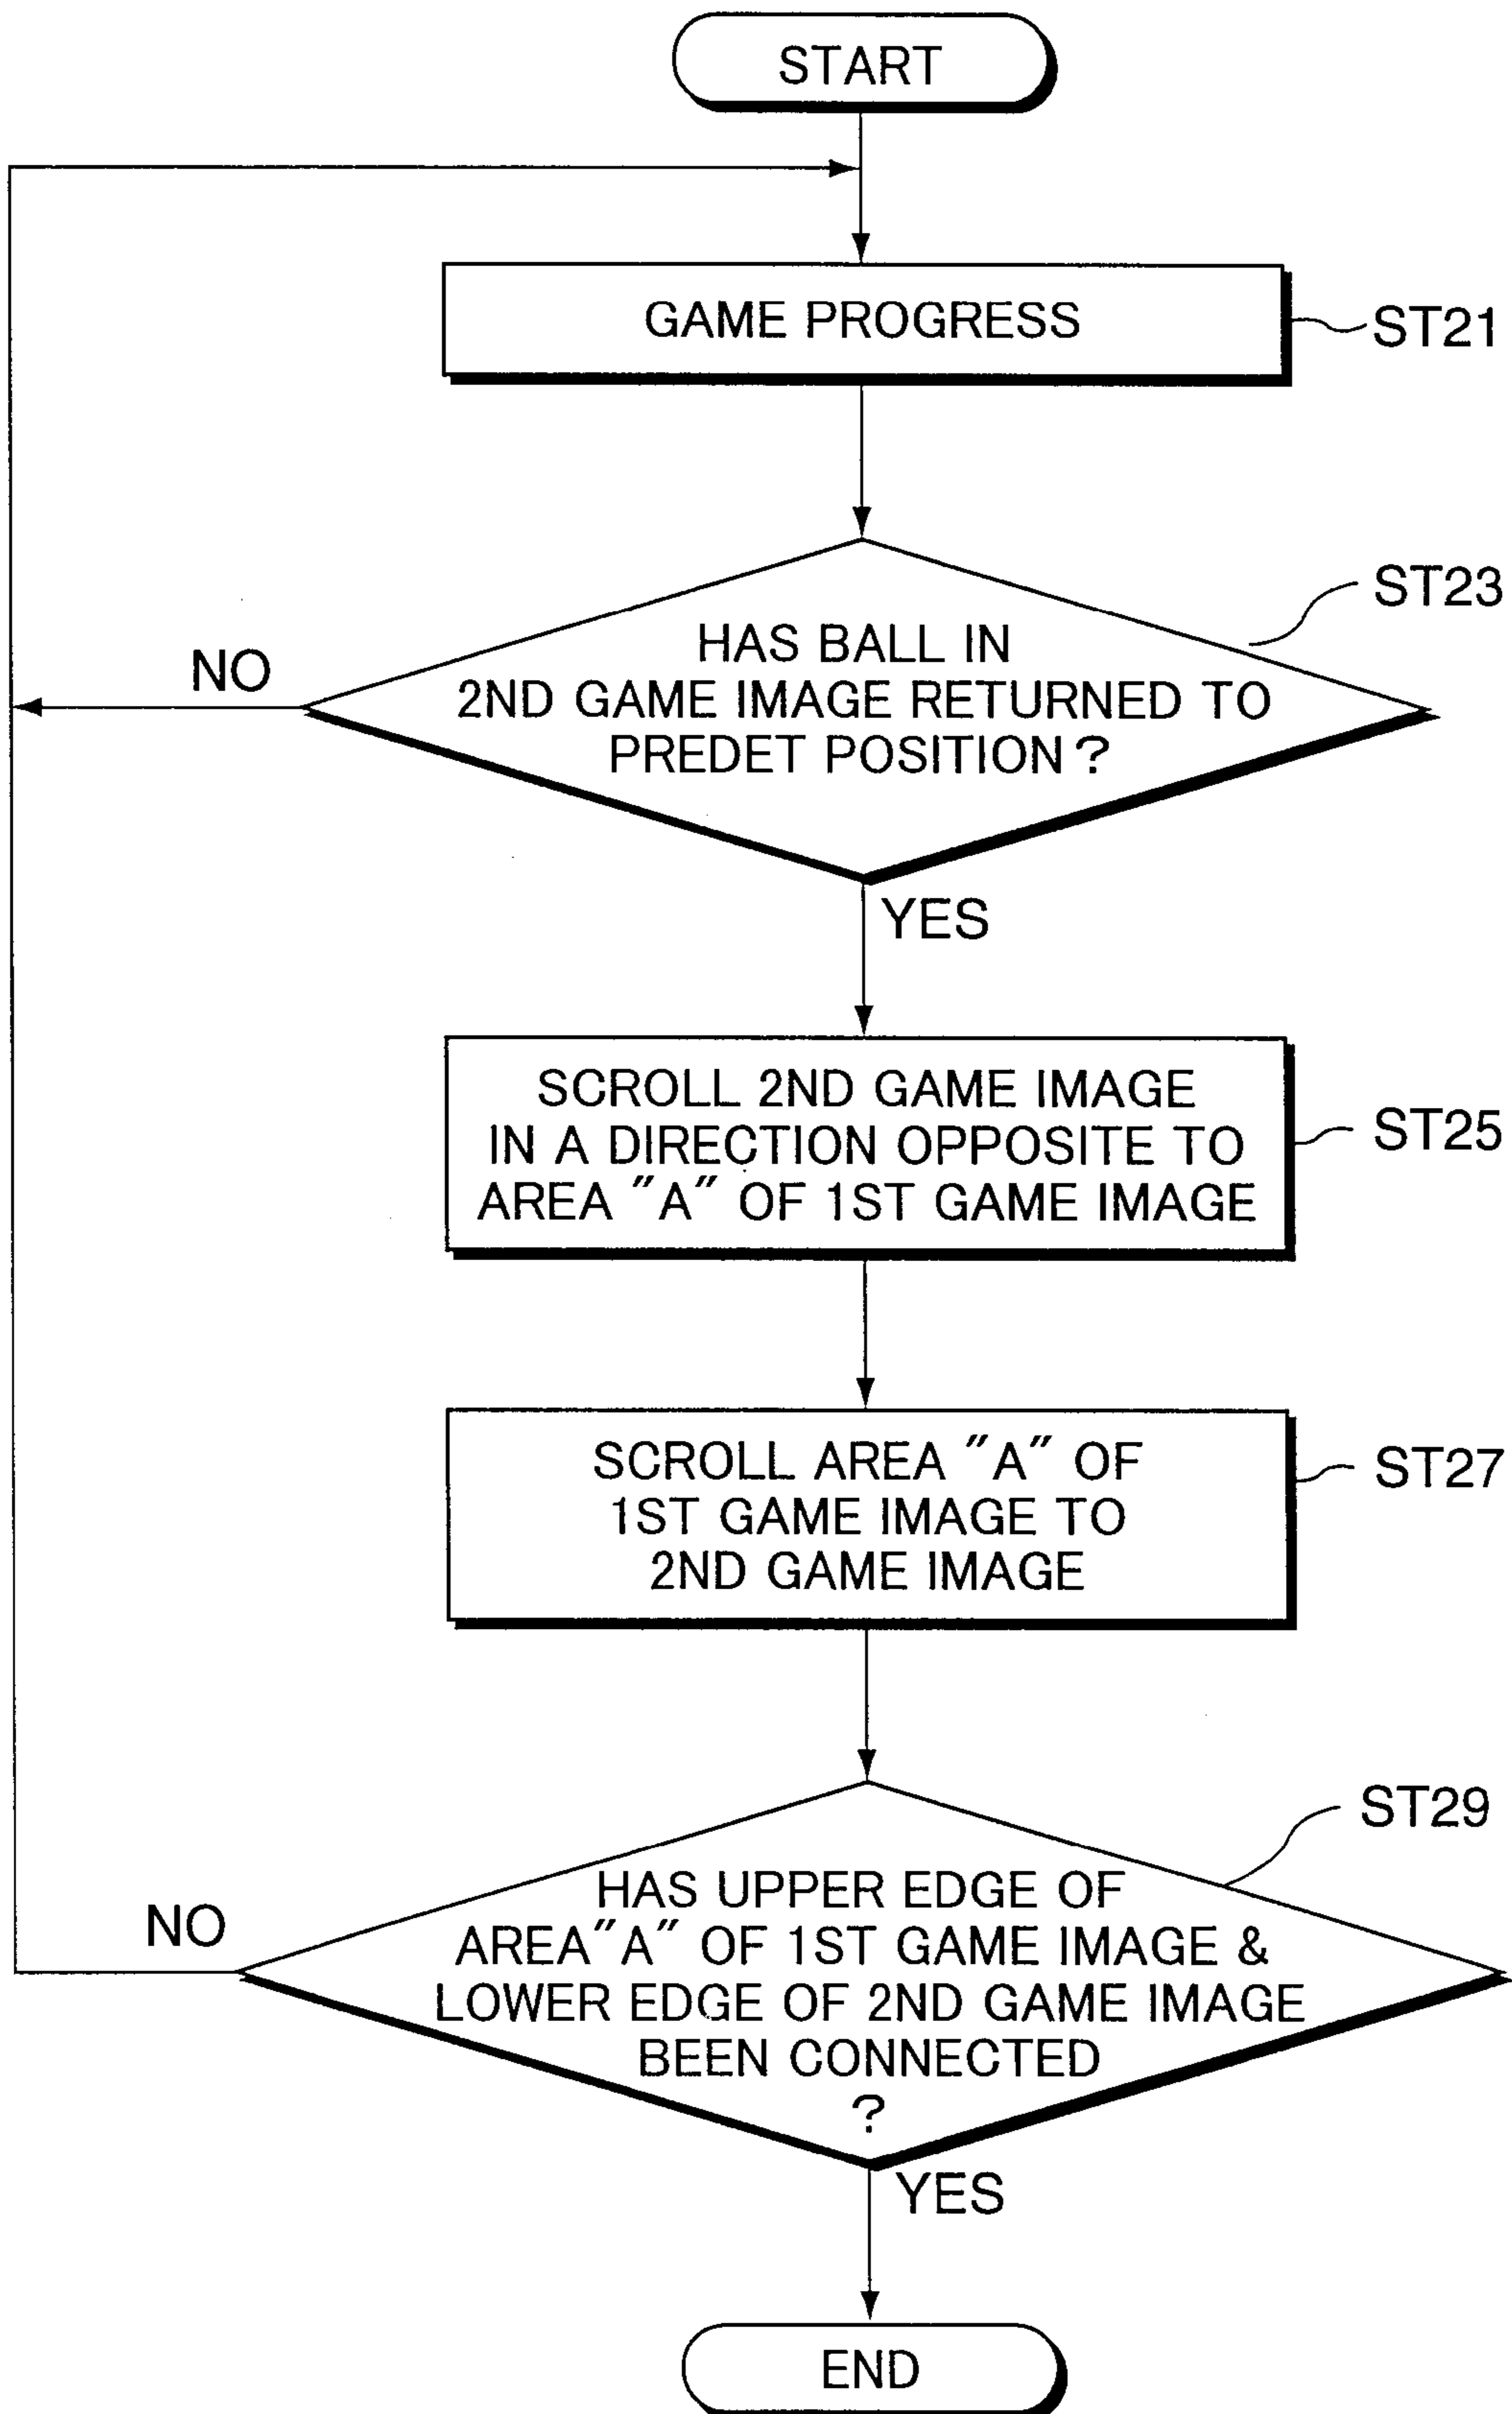 START
GAME PROGRESS
ST21
ST23
HAS BALL IN
2ND GAME IMAGE RETURNED TO
PREDET POSITION?
NO
YES
SCROLL 2ND GAME IMAGE
IN A DIRECTION OPPOSITE TO
AREA "A" OF 1ST GAME IMAGE
ST25
SCROLL AREA "A" OF
1ST GAME IMAGE TO
2ND GAME IMAGE
ST27
ST29
HAS UPPER EDGE OF
AREA"A" OF 1ST GAME IMAGE &
LOWER EDGE OF 2ND GAME IMAGE
BEEN CONNECTED
?
NO
YES
END